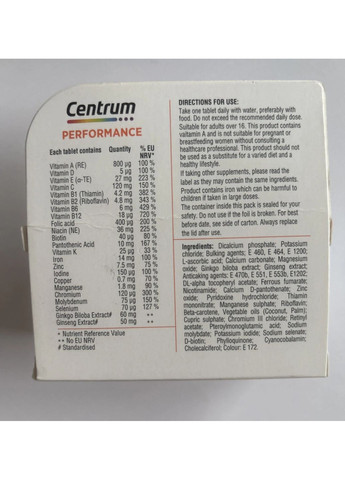 Centrum
PERFORMANCE
Each tablet contains Quantity % EU NRV*
Vitamin A (RE) 800 µg 100 %
Vitamin D 5 µg 100 %
Vitamin E (α-TE) 27 mg 223 %
Vitamin C 120 mg 150 %
Vitamin B1 (Thiamin) 4.2 mg 382 %
Vitamin B2 (Riboflavin) 4.8 mg 343 %
Vitamin B6 6 mg 429 %
Vitamin B12 18 µg 720 %
Folic acid 400 µg 200 %
Niacin (NE) 36 mg 225 %
Biotin 40 µg 80 %
Pantothenic Acid 10 mg 167 %
Vitamin K 25 µg 33 %
Iron 14 mg 100 %
Zinc 7.5 mg 75 %
Iodine 150 µg 100 %
Copper 0.7 mg 70 %
Manganese 1.8 mg 90 %
Chromium 120 µg 300 %
Molybdenum 75 µg 150 %
Selenium 70 µg 127 %
Ginkgo Biloba Extract# 60 mg ++
Ginseng Extract# 50 mg ++
* Nutrient Reference Value
++ No EU NRV
# Standardised
DIRECTIONS FOR USE:
Take one tablet daily with water, preferably with
food. Do not exceed the recommended daily dose.
Suitable for adults over 16. This product contains
vitamin A and is not suitable for pregnant or
breastfeeding women without consulting a
healthcare professional. This product should
not be used as a substitute for a varied diet and a
healthy lifestyle.
If taking other supplements, please read the
label as they may contain the same ingredients.
Product contains iron which can be harmful to
children if taken in large doses.
The container inside this pack is sealed for your
safety. Do not use if the foil is broken. For best
before date, see side of carton. Always replace
the lid after use.
Ingredients: Dicalcium phosphate; Potassium
chloride; Bulking agents: E 460, E 464, E 1200;
L-ascorbic acid; Calcium carbonate; Magnesium
oxide; Ginkgo biloba extract; Ginseng extract;
Anticaking agents: E 470b, E 551, E 553b, E1202;
DL-alpha tocopheryl acetate; Ferrous fumarate;
Nicotinamide; Calcium D-pantothenate; Zinc
oxide; Pyridoxine hydrochloride; Thiamin
mononitrate; Manganese sulphate; Riboflavin;
Beta-carotene, Vegetable oils (Coconut, Palm);
Cupric sulphate; Chromium III chloride; Retinyl
acetate; Pteroylmonoglutamic acid; Sodium
molybdate; Potassium iodide; Sodium selenate;
D-biotin; Phylloquinone; Cyanocobalamin;
Cholecalciferol; Colour: E 172.